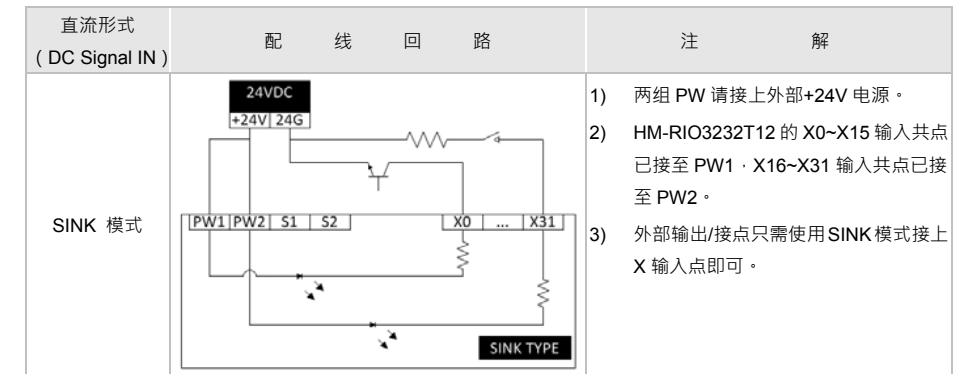 直流形式
（DC Signal IN）
配 线 回 路
注 解
SINK 模式
24VDC
+24V 24G
PW1 PW2 S1 S2 X0 ... X31
SINK TYPE
1) 两组 PW 请接上外部+24V 电源。
2) HM-RIO3232T12 的 X0~X15 输入共点
已接至 PW1，X16~X31 输入共点已接
至 PW2。
3) 外部输出/接点只需使用SINK模式接上
X 输入点即可。